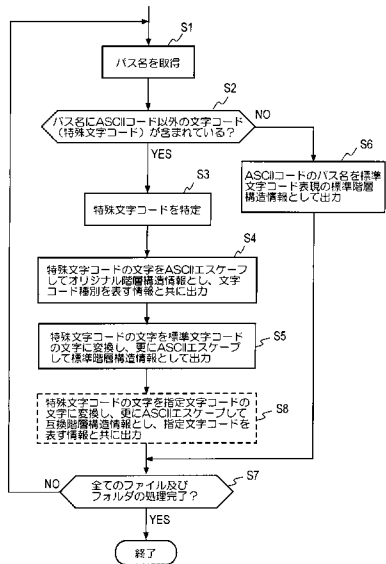 S1
パス名を取得
S2
パス名にASCIIコード以外の文字コード
(特殊文字コード)が含まれている?
NO
YES
S6
ASCIIコードのパス名を標準
文字コード表現の標準階層
構造情報として出力
S3
特殊文字コードを特定
S4
特殊文字コードの文字をASCIIエスケープ
してオリジナル階層構造情報とし、文字
コード種別を表す情報と共に出力
S5
特殊文字コードの文字を標準文字コード
の文字に変換し、更にASCIIエスケープ
して標準階層構造情報として出力
特殊文字コードの文字を指定文字コードの
文字に変換し、更にASCIIエスケープして
互換階層構造情報とし、指定文字コードを
表す情報と共に出力
S8
NO
全てのファイル及び
フォルダの処理完了?
S7
YES
終了